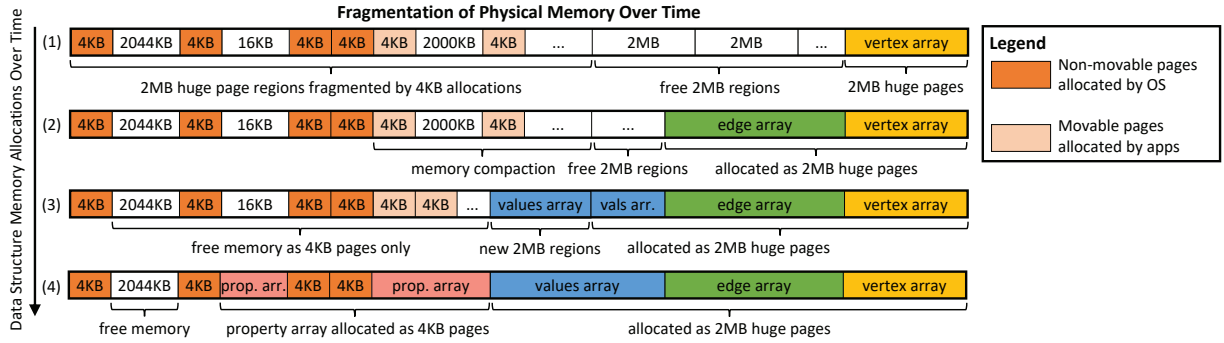 Fragmentation of Physical Memory Over Time
Data Structure Memory Allocations Over Time
(1) 4KB 2044KB 4KB 16KB 4KB 4KB 4KB 2000KB 4KB ... 2MB 2MB ... vertex array
2MB huge page regions fragmented by 4KB allocations free 2MB regions 2MB huge pages
(2) 4KB 2044KB 4KB 16KB 4KB 4KB 4KB 2000KB 4KB ... ... edge array vertex array
memory compaction free 2MB regions allocated as 2MB huge pages
(3) 4KB 2044KB 4KB 16KB 4KB 4KB 4KB 4KB ... values array vals arr. edge array vertex array
free memory as 4KB pages only new 2MB regions allocated as 2MB huge pages
(4) 4KB 2044KB 4KB prop. arr. 4KB 4KB prop. array values array edge array vertex array
free memory property array allocated as 4KB pages allocated as 2MB huge pages
Legend
Non-movable pages
allocated by OS
Movable pages
allocated by apps